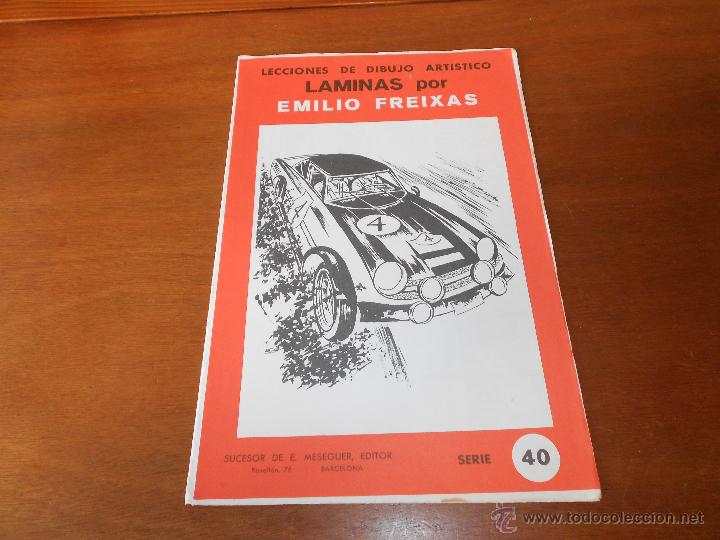 LECCIONES DE DIBUJO ARTISTICO
LAMINAS por
EMILIO FREIXAS
4
4
SUCESOR DE E. MESEGUER, EDITOR
Rosellón, 76 BARCELONA
SERIE 40
www.todocoleccion.net